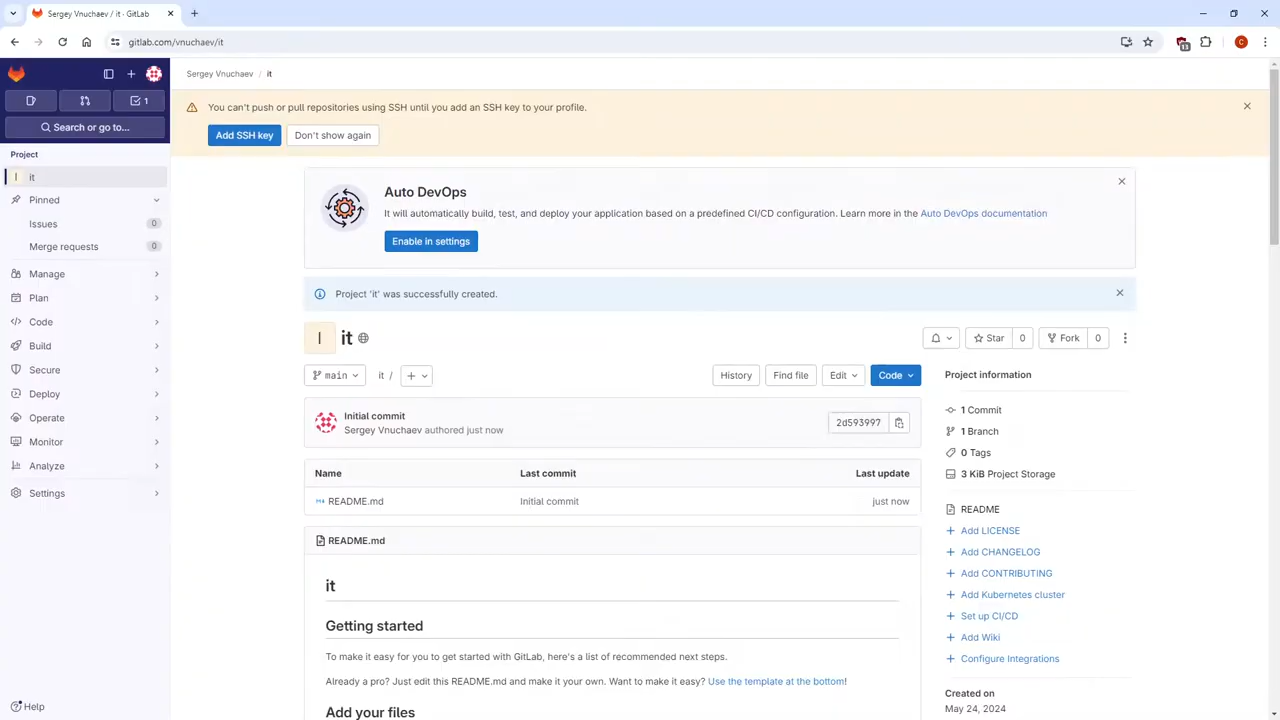 Sergey Vnuchaev / it · GitLab
gitlab.com/vnuchaev/it
C
1
Search or go to...
Project
I it
Pinned
Issues 0
Merge requests 0
Manage
Plan
Code
Build
Secure
Deploy
Operate
Monitor
Analyze
Settings
Help
Sergey Vnuchaev / it
You can't push or pull repositories using SSH until you add an SSH key to your profile.
Add SSH key Don't show again
Auto DevOps
It will automatically build, test, and deploy your application based on a predefined CI/CD configuration. Learn more in the Auto DevOps documentation
Enable in settings
Project 'it' was successfully created.
I it
Star 0 Fork 0
main it / + History Find file Edit Code
Initial commit
Sergey Vnuchaev authored just now
2d593997
Name Last commit Last update
README.md Initial commit just now
README.md
it
Getting started
To make it easy for you to get started with GitLab, here's a list of recommended next steps.
Already a pro? Just edit this README.md and make it your own. Want to make it easy? Use the template at the bottom!
Add your files
Project information
1 Commit
1 Branch
0 Tags
3 KiB Project Storage
README
+ Add LICENSE
+ Add CHANGELOG
+ Add CONTRIBUTING
+ Add Kubernetes cluster
+ Set up CI/CD
+ Add Wiki
+ Configure Integrations
Created on
May 24, 2024